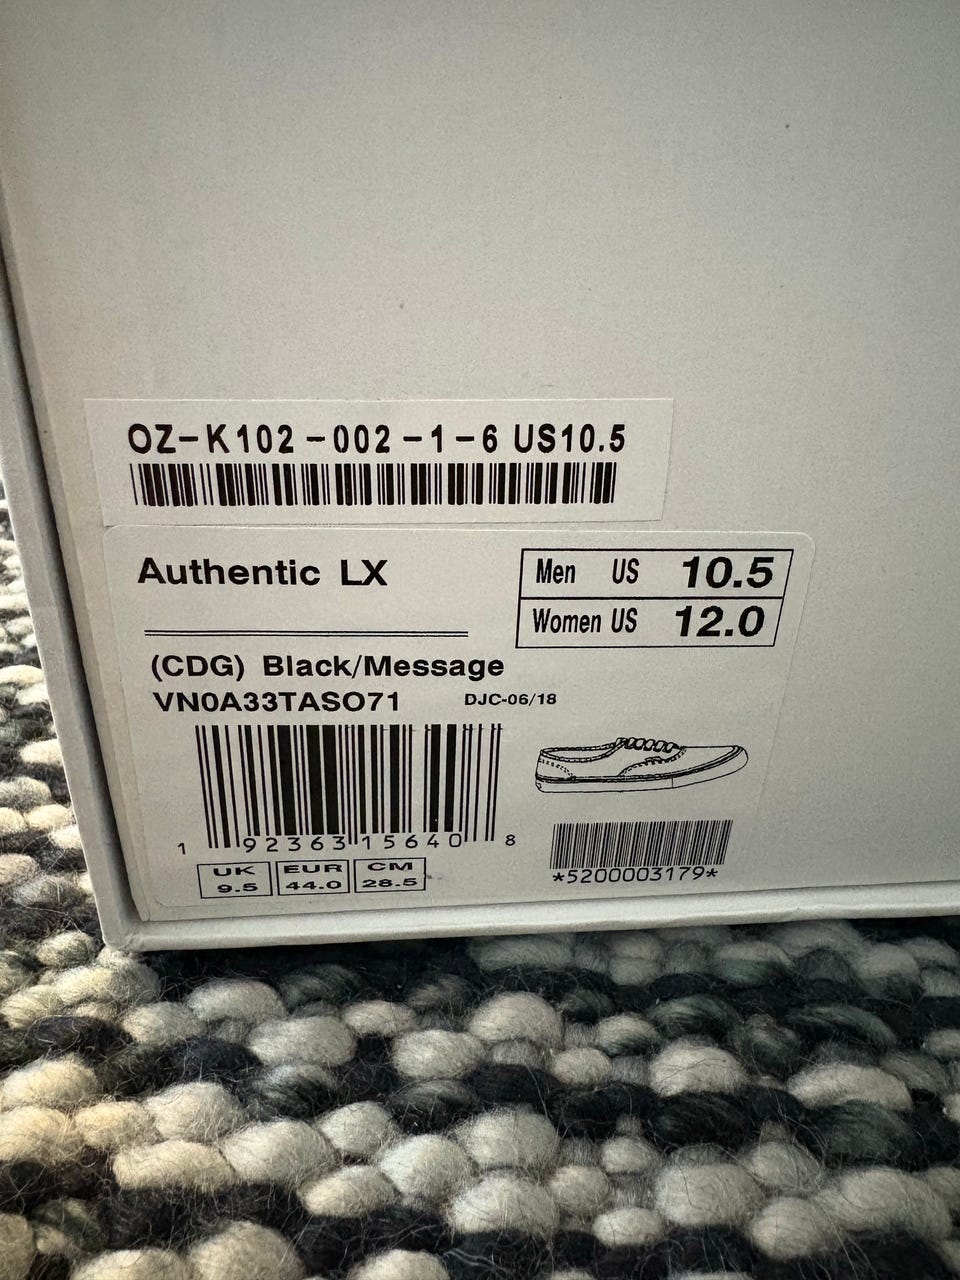 OZ-K102-002-1-6 US10.5
Authentic LX
Men US 10.5
Women US 12.0
(CDG) Black/Message
VN0A33TASO71 DJC-06/18
1 92363 15640 8
*5200003179*
UK EUR CM
9.5 44.0 28.5